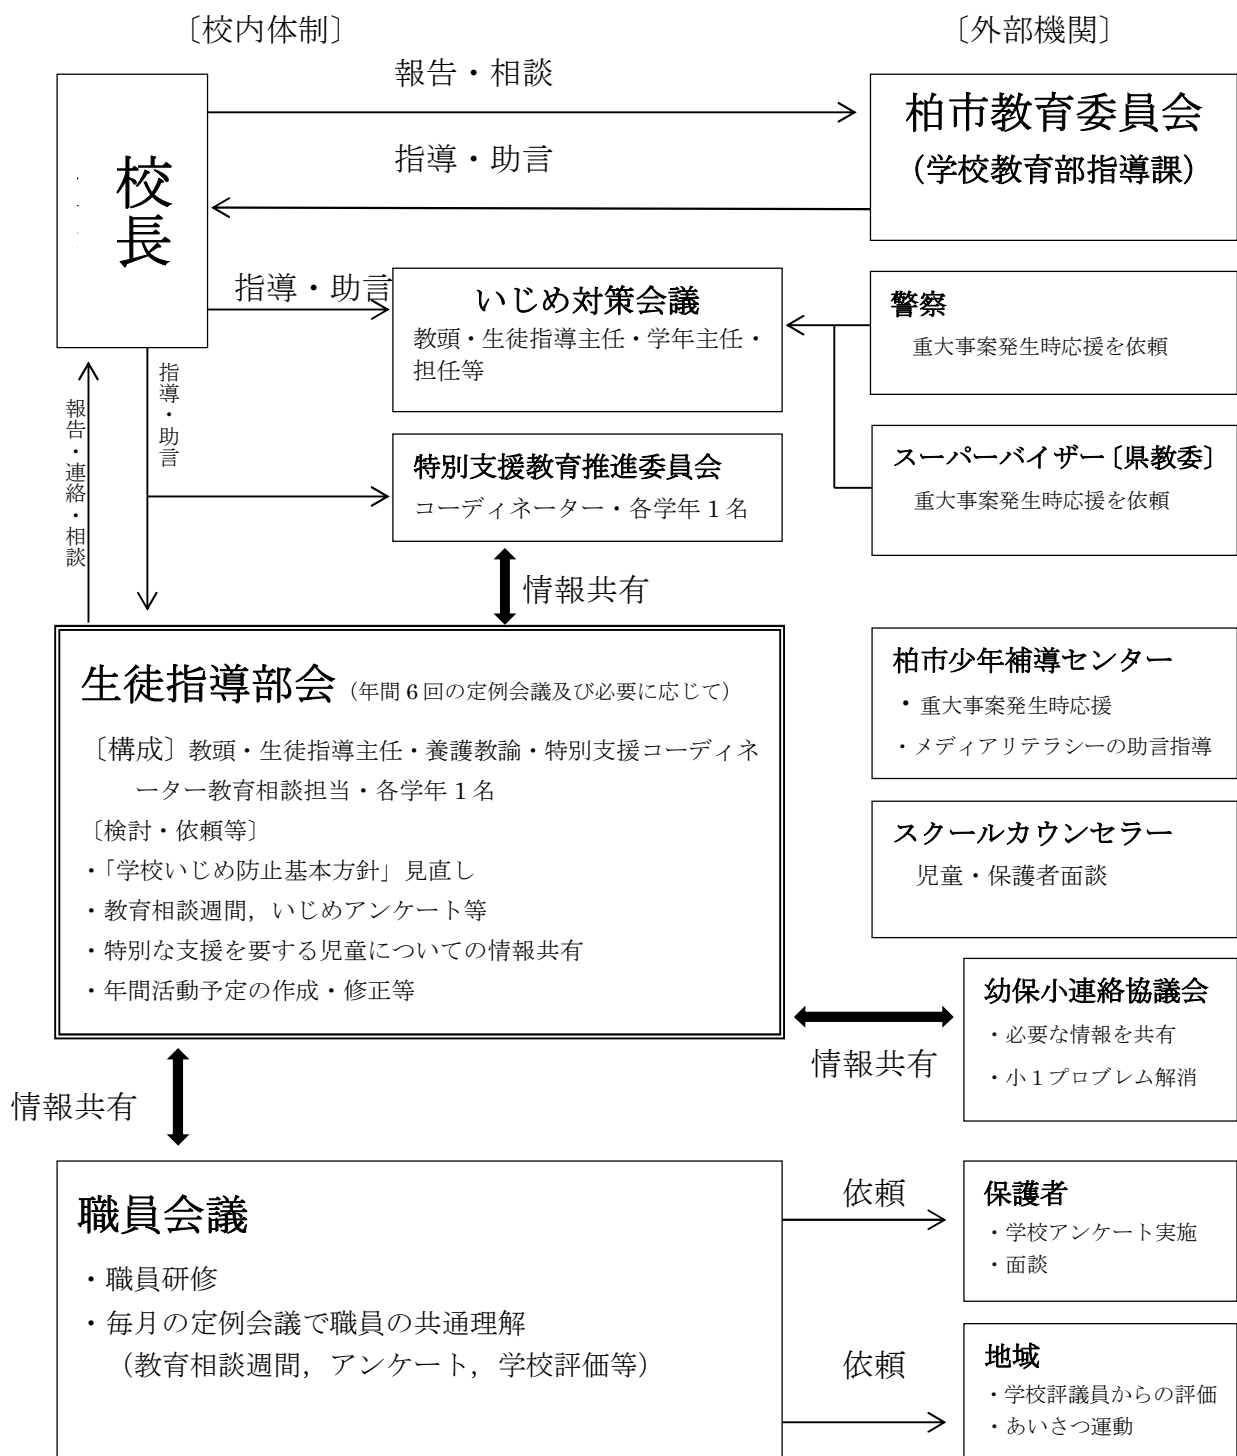 〔校内体制〕
〔外部機関〕
報告・相談
校長
柏市教育委員会
（学校教育部指導課）
指導・助言
指導・助言
いじめ対策会議
教頭・生徒指導主任・学年主任・
担任等
警察
重大事案発生時応援を依頼
指導・助言
報告・連絡・相談
特別支援教育推進委員会
コーディネーター・各学年１名
スーパーバイザー〔県教委〕
重大事案発生時応援を依頼
情報共有
生徒指導部会（年間６回の定例会議及び必要に応じて）
〔構成〕教頭・生徒指導主任・養護教諭・特別支援コーディネ
ーター教育相談担当・各学年１名
〔検討・依頼等〕
・「学校いじめ防止基本方針」見直し
・教育相談週間，いじめアンケート等
・特別な支援を要する児童についての情報共有
・年間活動予定の作成・修正等
柏市少年補導センター
・重大事案発生時応援
・メディアリテラシーの助言指導
スクールカウンセラー
児童・保護者面談
幼保小連絡協議会
・必要な情報を共有
・小１プロブレム解消
情報共有
情報共有
職員会議
・職員研修
・毎月の定例会議で職員の共通理解
（教育相談週間，アンケート，学校評価等）
依頼
保護者
・学校アンケート実施
・面談
依頼
地域
・学校評議員からの評価
・あいさつ運動